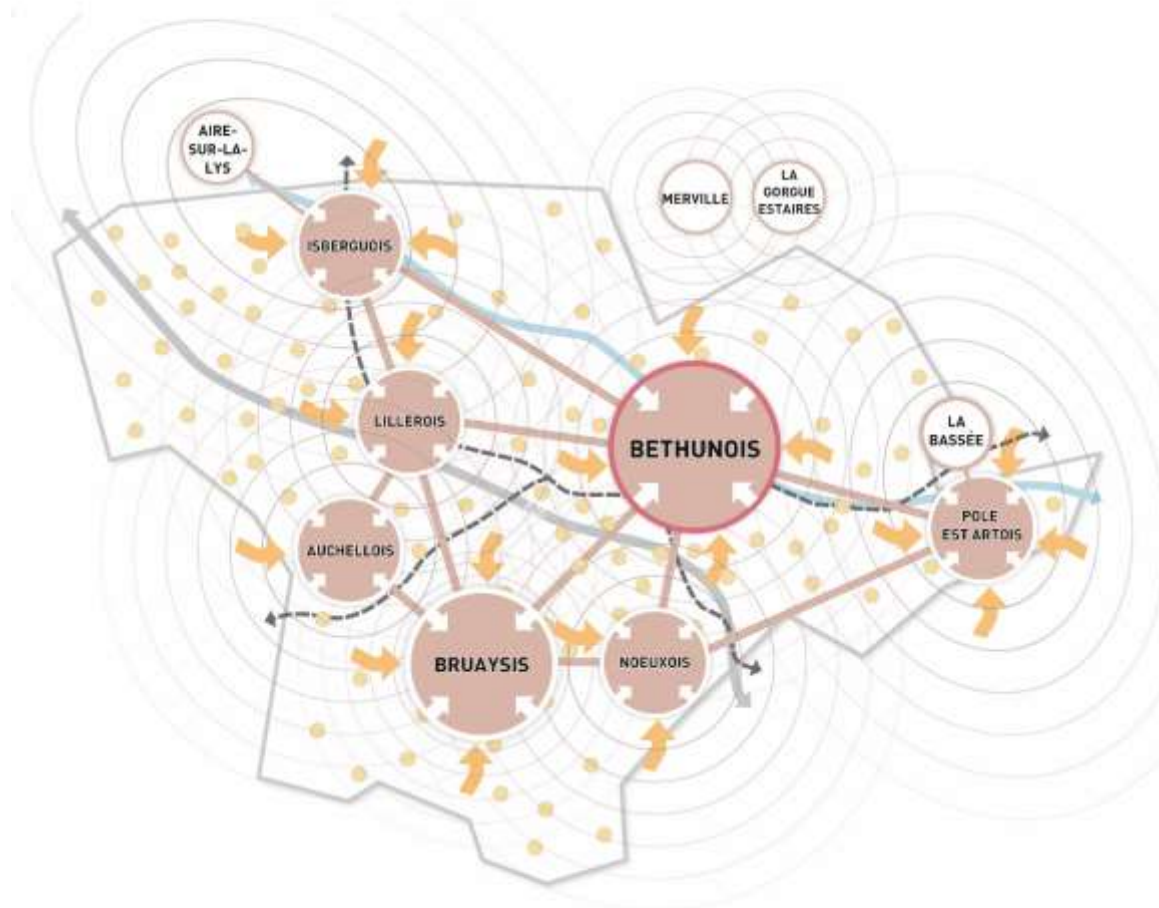 AIRE-
SUR-LA-
LYS
MERVILLE
LA
GORGUE
ESTAIRES
ISBERGUOIS
LILLEROIS
BETHUNOIS
LA
BASSÉE
POLE
EST ARTOIS
AUCHELLOIS
BRUAYSIS
NOEUXOIS